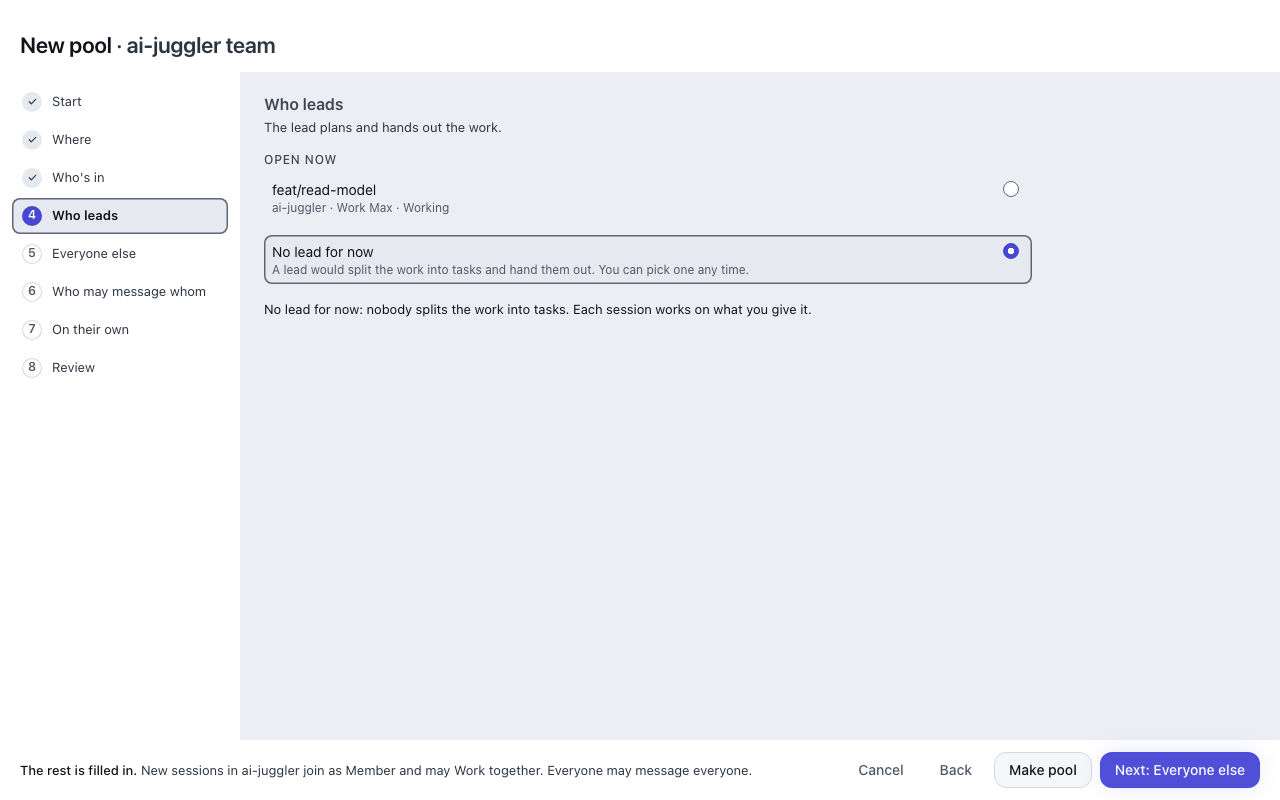 New pool · ai-juggler team
Start
Where
Who's in
4 Who leads
5 Everyone else
6 Who may message whom
7 On their own
8 Review
Who leads
The lead plans and hands out the work.
OPEN NOW
feat/read-model
ai-juggler · Work Max · Working
No lead for now
A lead would split the work into tasks and hand them out. You can pick one any time.
No lead for now: nobody splits the work into tasks. Each session works on what you give it.
The rest is filled in. New sessions in ai-juggler join as Member and may Work together. Everyone may message everyone.
Cancel
Back
Make pool
Next: Everyone else